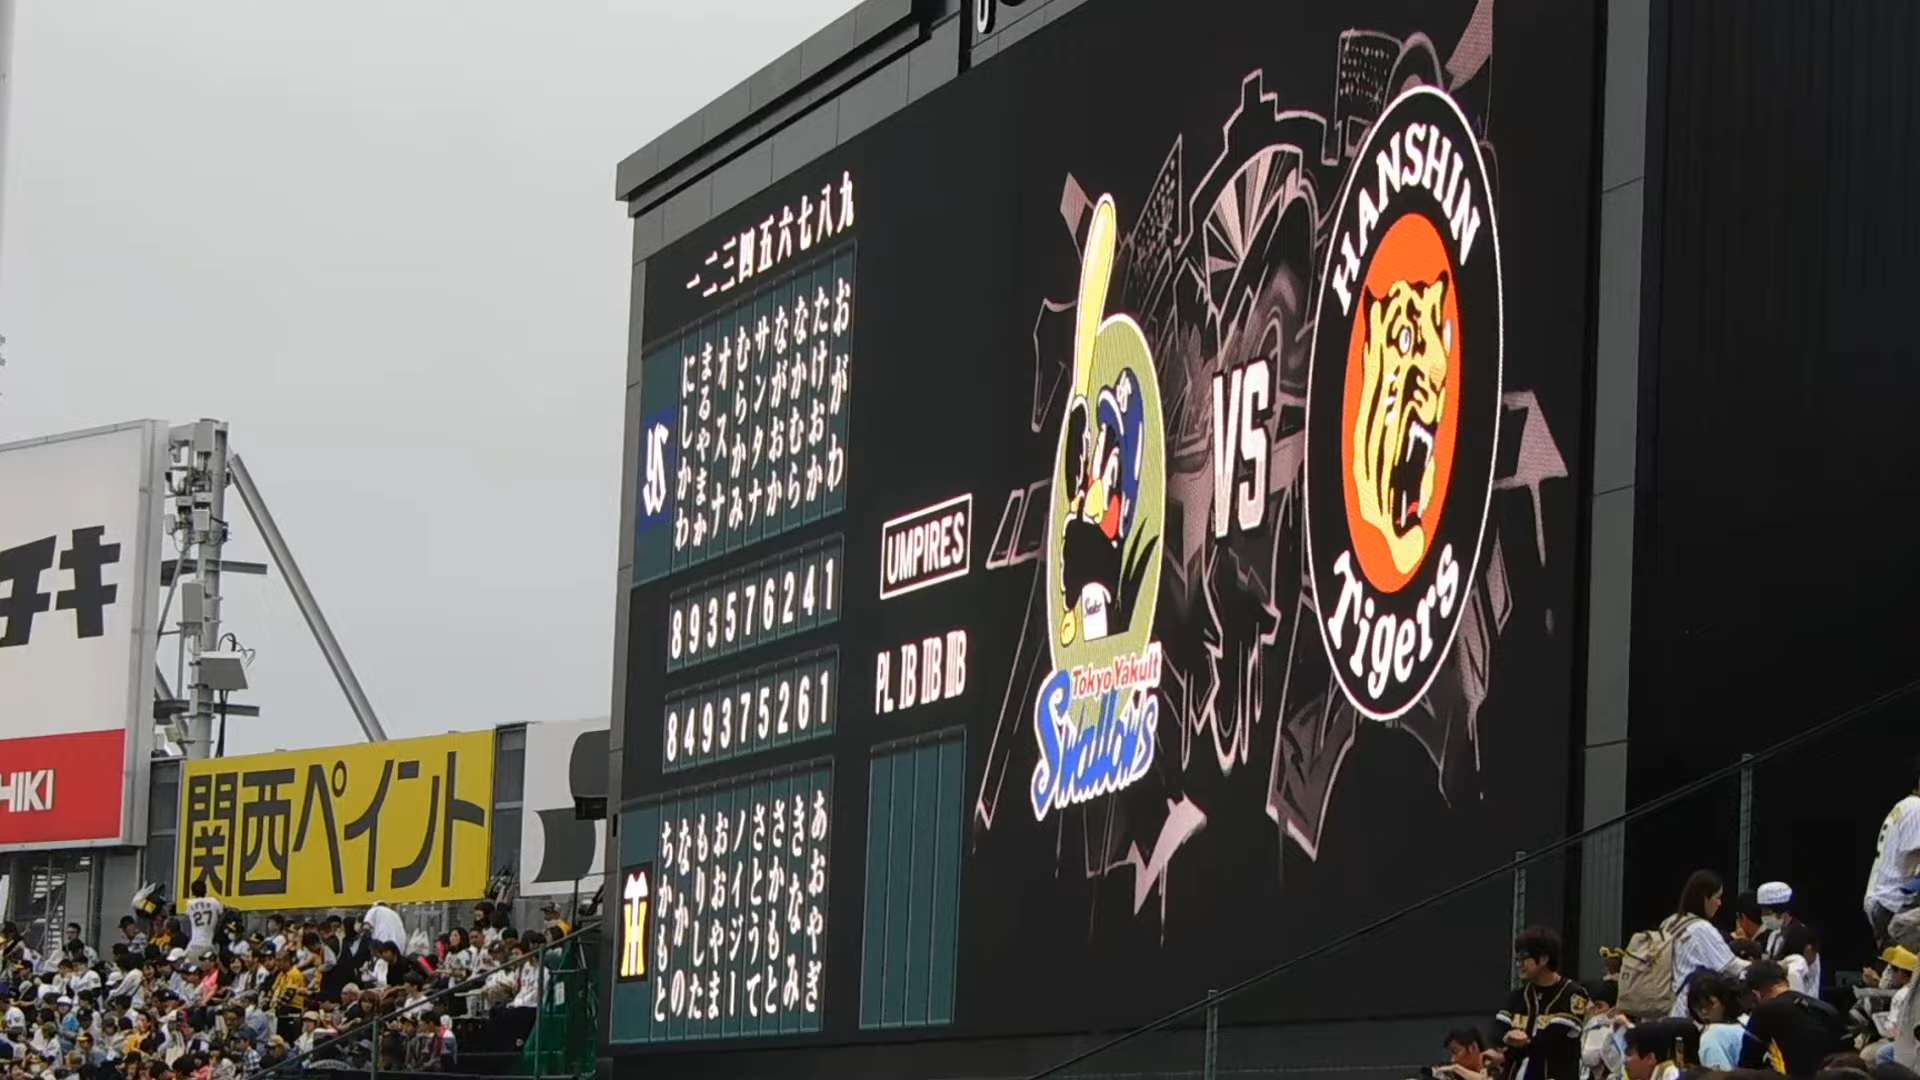 一二三四五六七八九
YS
にしかわ
まるやまか
オスナ
むらかみ
サンタナ
ながおか
なかむら
たけおか
おがわ
893576241
849375261
ちかもと
なかの
もりした
おおやま
ノイジー
さとうて
さかもと
きなみ
あおやぎ
UMPIRES
PL ⅠB ⅡB ⅢB
Tokyo Yakult
Swallows
VS
HANSHIN
Tigers
チキ
HIKI
関西ペイント
27